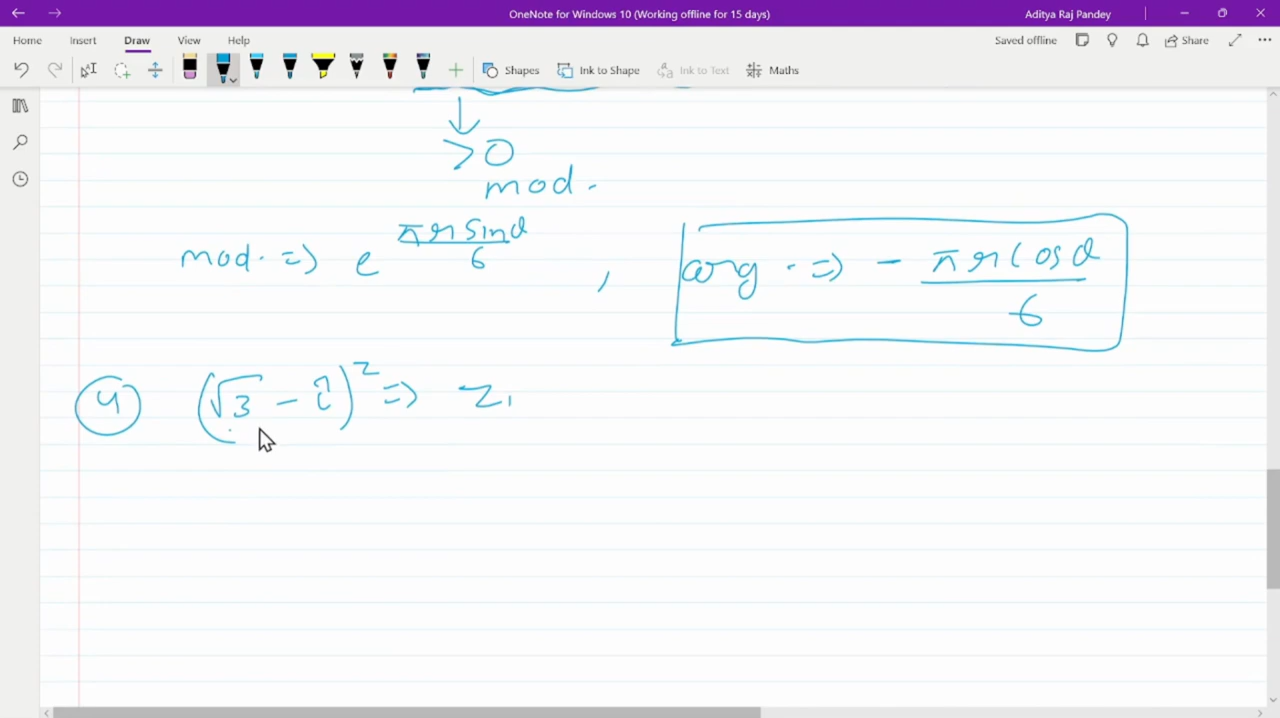 OneNote for Windows 10 (Working offline for 15 days)
Aditya Raj Pandey
Home Insert Draw View Help
Saved offline
Share
Shapes
Ink to Shape
Ink to Text
Maths
> 0
mod.
mod. => e^(πr sinθ/6) , arg. => - πr cosθ/6
4 (√3 - i)^2 => z1